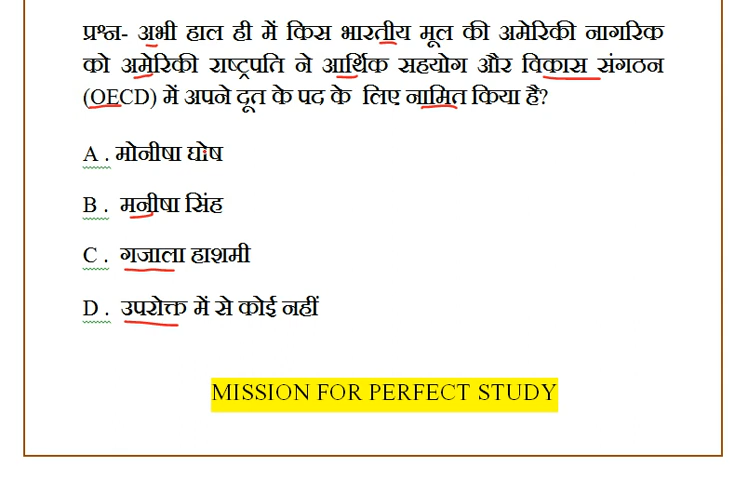 प्रश्न- अभी हाल ही में किस भारतीय मूल की अमेरिकी नागरिक
को अमेरिकी राष्ट्रपति ने आर्थिक सहयोग और विकास संगठन
(OECD) में अपने दूत के पद के लिए नामित किया है?
A . मोनीषा घोष
B . मनीषा सिंह
C . गजाला हाशमी
D . उपरोक्त में से कोई नहीं
MISSION FOR PERFECT STUDY